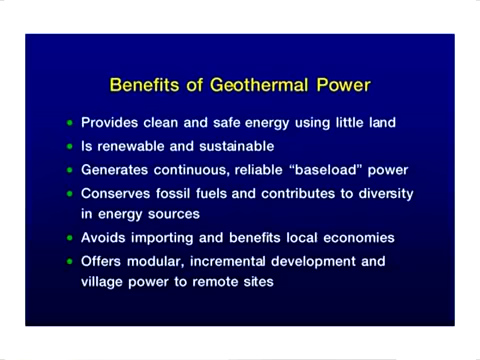 Benefits of Geothermal Power
• Provides clean and safe energy using little land
• Is renewable and sustainable
• Generates continuous, reliable “baseload” power
• Conserves fossil fuels and contributes to diversity
in energy sources
• Avoids importing and benefits local economies
• Offers modular, incremental development and
village power to remote sites